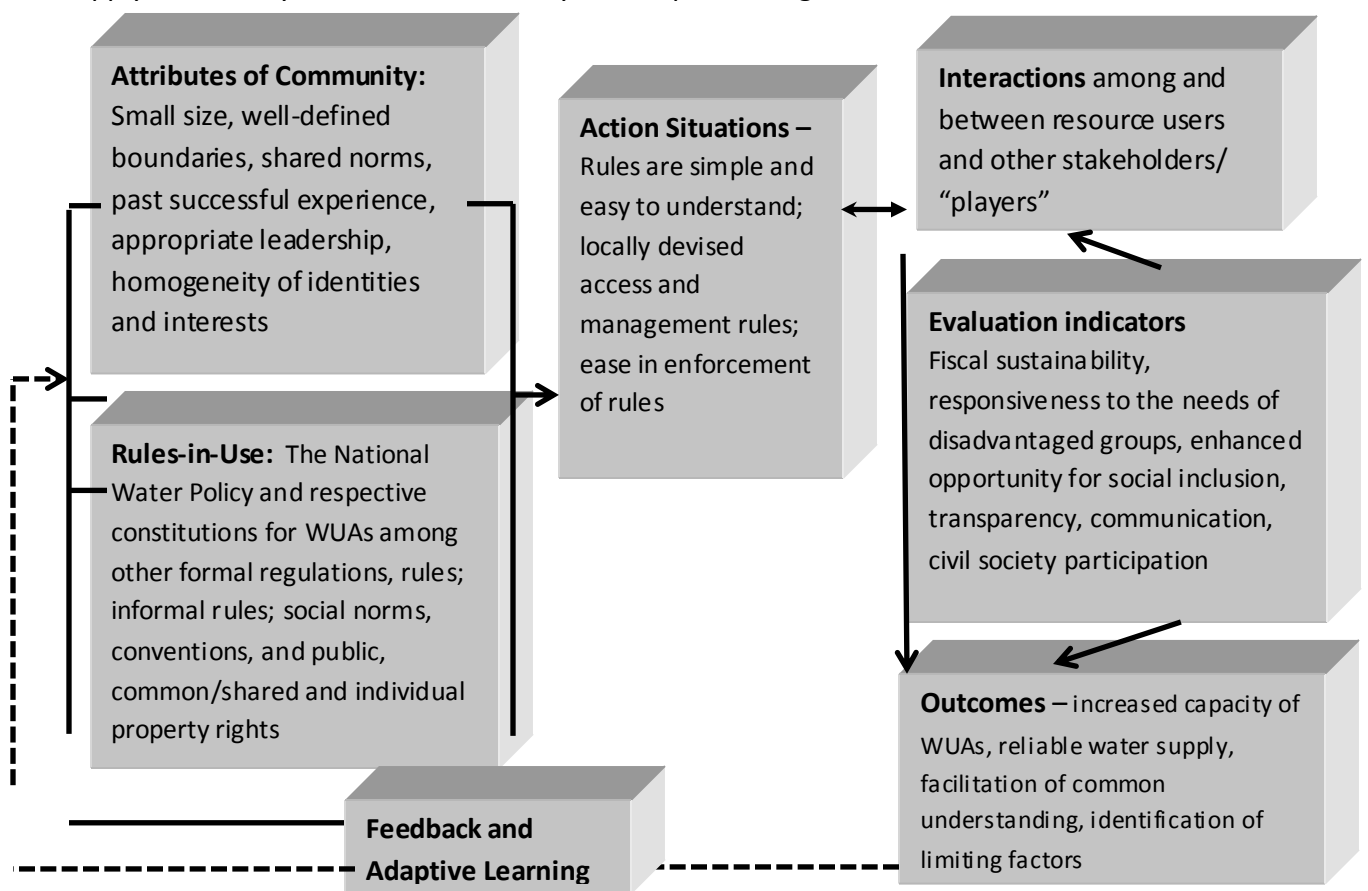 Attributes of Community:
Small size, well-defined
boundaries, shared norms,
past successful experience,
appropriate leadership,
homogeneity of identities
and interests
Rules-in-Use: The National
Water Policy and respective
constitutions for WUAs among
other formal regulations, rules;
informal rules; social norms,
conventions, and public,
common/shared and individual
property rights
Action Situations –
Rules are simple and
easy to understand;
locally devised
access and
management rules;
ease in enforcement
of rules
Interactions among and
between resource users
and other stakeholders/
“players”
Evaluation indicators
Fiscal sustainability,
responsiveness to the needs of
disadvantaged groups, enhanced
opportunity for social inclusion,
transparency, communication,
civil society participation
Outcomes – increased capacity of
WUAs, reliable water supply,
facilitation of common
understanding, identification of
limiting factors
Feedback and
Adaptive Learning